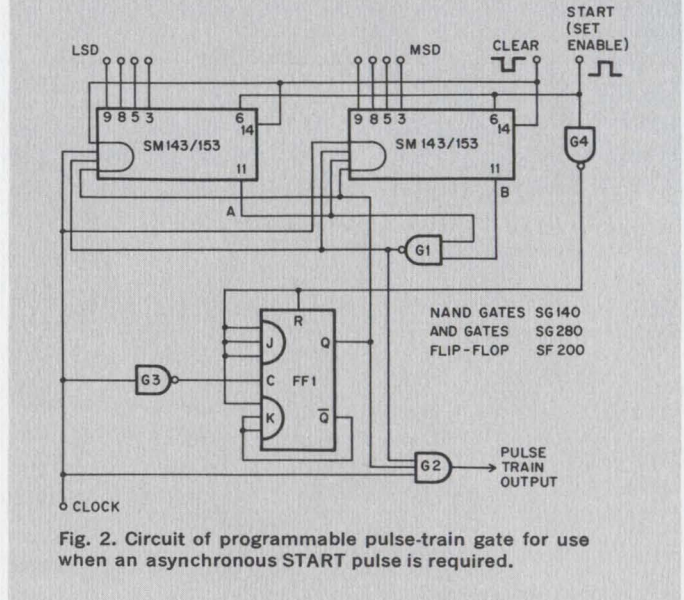 START
(SET
ENABLE)
LSD
MSD
CLEAR
9 8 5 3
6
14
SM143/153
11
9 8 5 3
6
14
SM 143/153
11
G4
A
B
G1
NAND GATES SG140
AND GATES SG280
FLIP-FLOP SF200
R
J
Q
G3
C
FF1
K
Q̅
G2
PULSE
TRAIN
OUTPUT
CLOCK
Fig. 2. Circuit of programmable pulse-train gate for use
when an asynchronous START pulse is required.